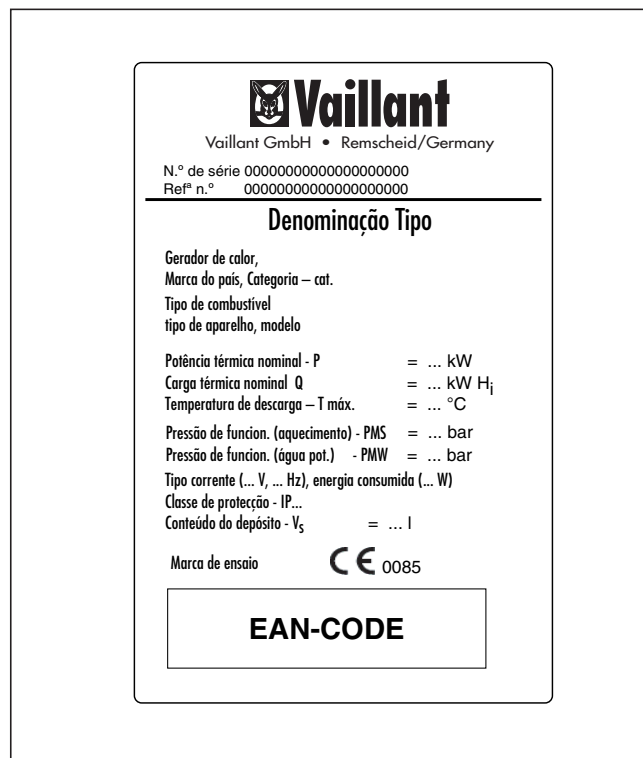 Vaillant
Vaillant GmbH • Remscheid/Germany
N.º de série 00000000000000000000
Refª n.º 00000000000000000000
Denominação Tipo
Gerador de calor,
Marca do país, Categoria – cat.
Tipo de combustível
tipo de aparelho, modelo
Potência térmica nominal - P = ... kW
Carga térmica nominal Q = ... kW Hi
Temperatura de descarga – T máx. = ... °C
Pressão de funcion. (aquecimento) - PMS = ... bar
Pressão de funcion. (água pot.) - PMW = ... bar
Tipo corrente (... V, ... Hz), energia consumida (... W)
Classe de protecção - IP...
Conteúdo do depósito - Vs = ... l
Marca de ensaio CE 0085
EAN-CODE